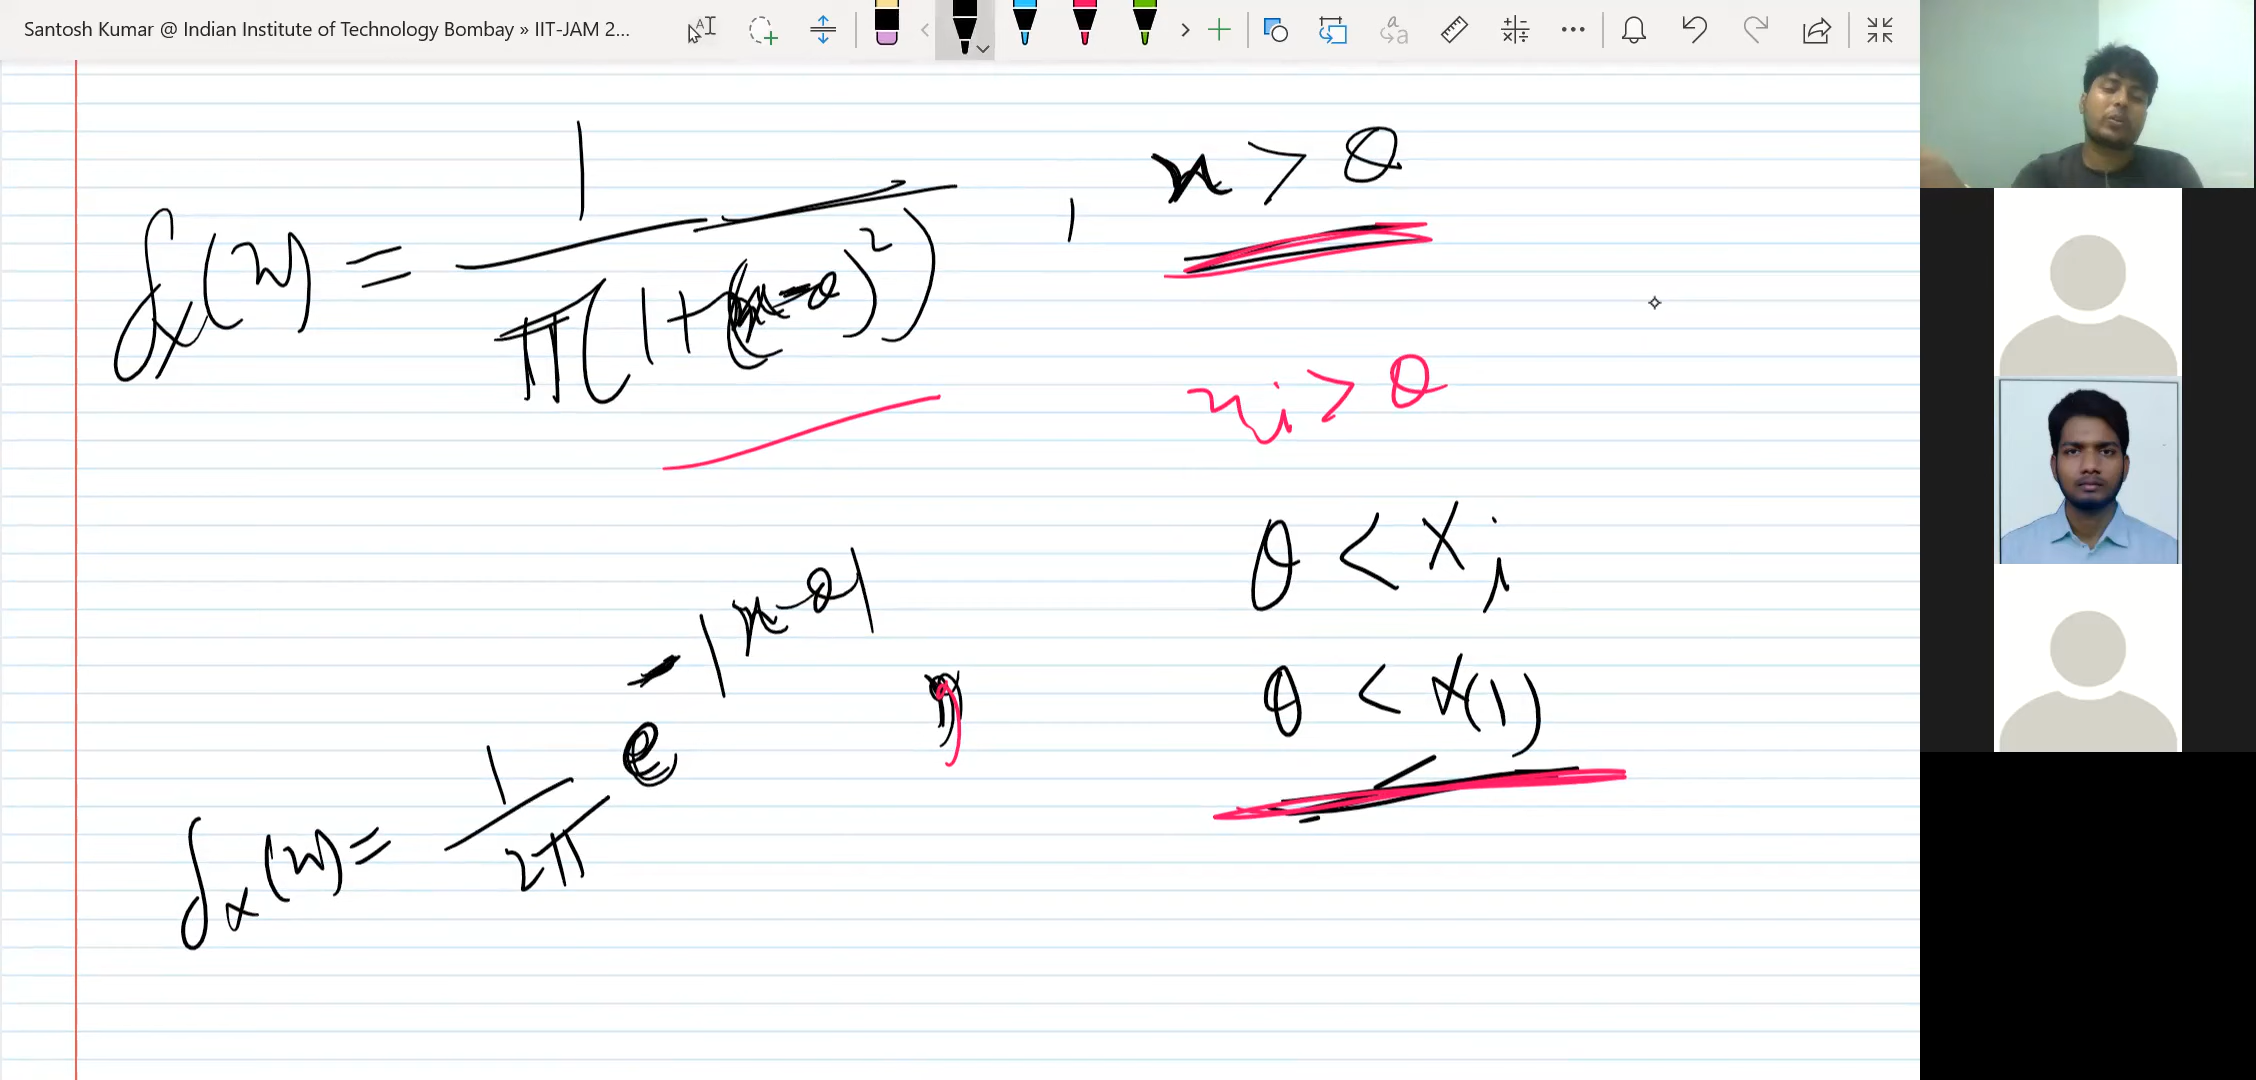 Santosh Kumar @ Indian Institute of Technology Bombay » IIT-JAM 2...
f_X(x) = 1/(π(1+(x-θ)²)) , x > θ
x_i > θ
θ < X_i
θ < X_(1)
f_X(x) = 1/(2π) e^(-|x-θ|) ,